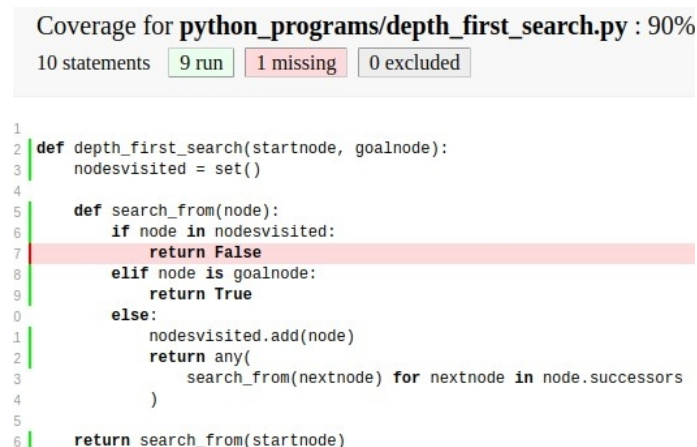 Coverage for python_programs/depth_first_search.py : 90%
10 statements 9 run 1 missing 0 excluded
1
2 def depth_first_search(startnode, goalnode):
3 nodesvisited = set()
4
5 def search_from(node):
6 if node in nodesvisited:
7 return False
8 elif node is goalnode:
9 return True
0 else:
1 nodesvisited.add(node)
2 return any(
3 search_from(nextnode) for nextnode in node.successors
4 )
5
6 return search_from(startnode)